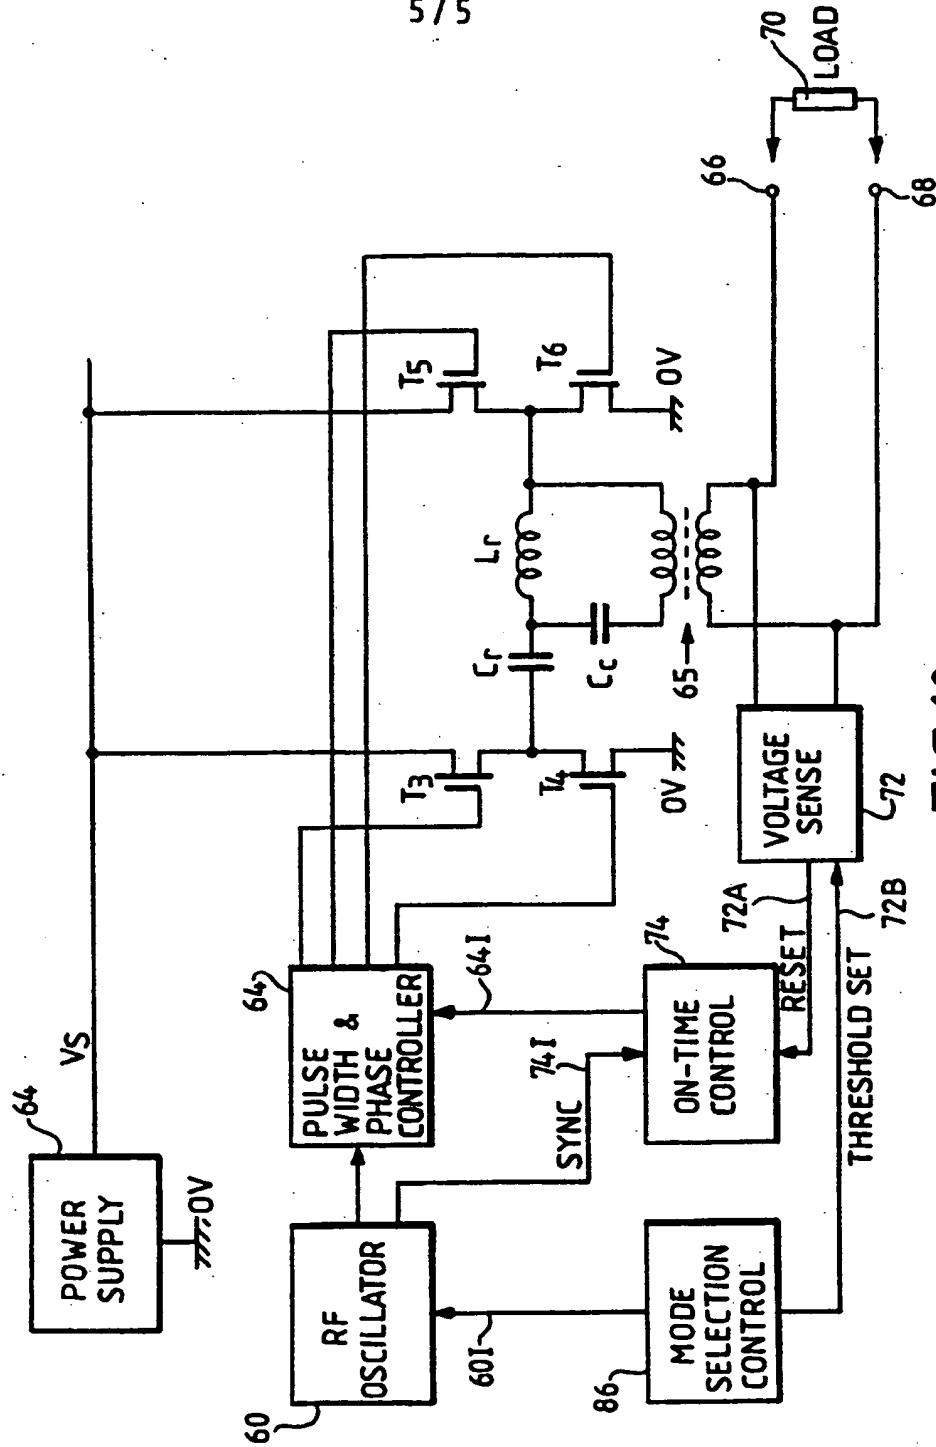 5/5
64
POWER
SUPPLY
0V
VS
60
RF
OSCILLATOR
64
PULSE
WIDTH &
PHASE
CONTROLLER
T3
T4
0V
T5
T6
0V
Cr
Lr
Cc
65
60I
SYNC
74I
64I
86
MODE
SELECTION
CONTROL
74
ON-TIME
CONTROL
RESET
72A
THRESHOLD SET
72B
VOLTAGE
SENSE
72
66
68
70
LOAD